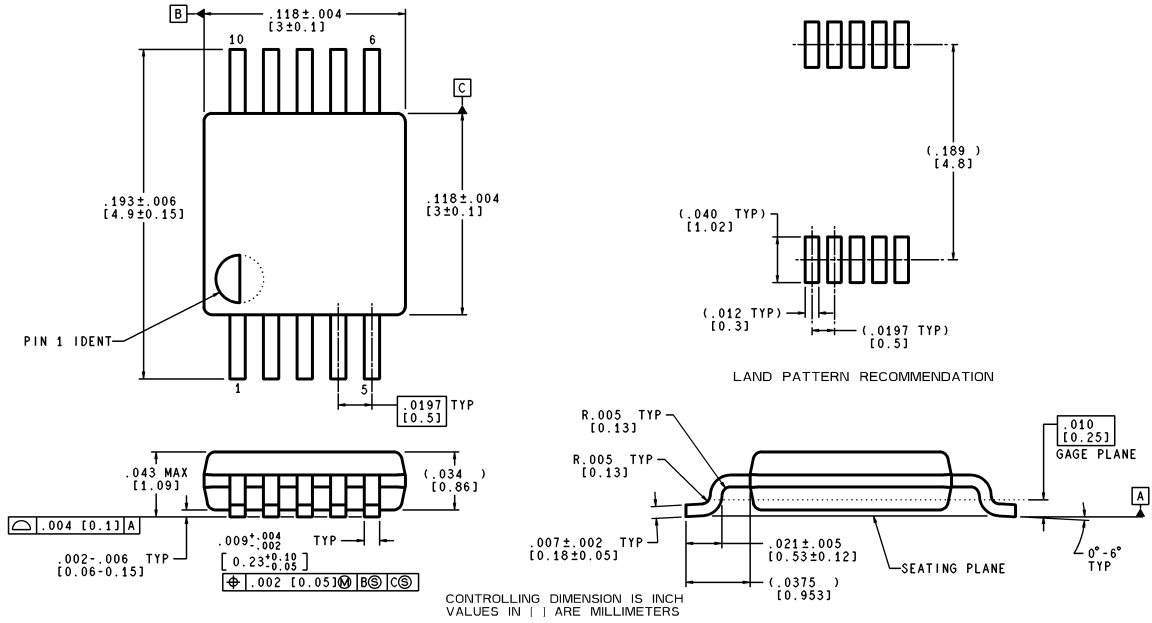 B
.118±.004
[3±0.1]
10
6
C
.193±.006
[4.9±0.15]
.118±.004
[3±0.1]
PIN 1 IDENT
1
5
.0197 TYP
[0.5]
(.189 )
[4.8]
(.040 TYP)
[1.02]
(.012 TYP)
[0.3]
(.0197 TYP)
[0.5]
LAND PATTERN RECOMMENDATION
.043 MAX
[1.09]
(.034 )
[0.86]
⌓ .004 [0.1] A
.002-.006 TYP
[0.06-0.15]
.009+.004 -.002 TYP
[0.23+0.10 -0.05]
⌖ .002 [0.05]Ⓜ BⓈ CⓈ
R.005 TYP
[0.13]
R.005 TYP
[0.13]
.010
[0.25]
GAGE PLANE
A
.007±.002 TYP
[0.18±0.05]
.021±.005
[0.53±0.12]
(.0375 )
[0.953]
SEATING PLANE
0°-6°
TYP
CONTROLLING DIMENSION IS INCH
VALUES IN [ ] ARE MILLIMETERS